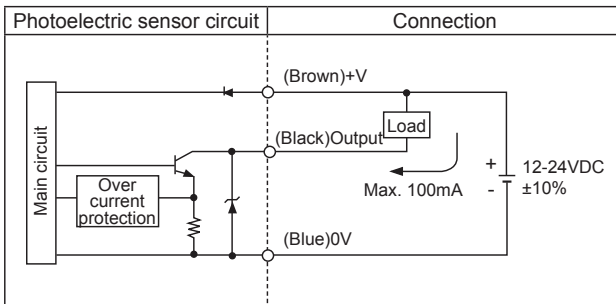 Photoelectric sensor circuit
Connection
(Brown)+V
Load
(Black)Output
Main circuit
Over
current
protection
Max. 100mA
+
-
12-24VDC
±10%
(Blue)0V